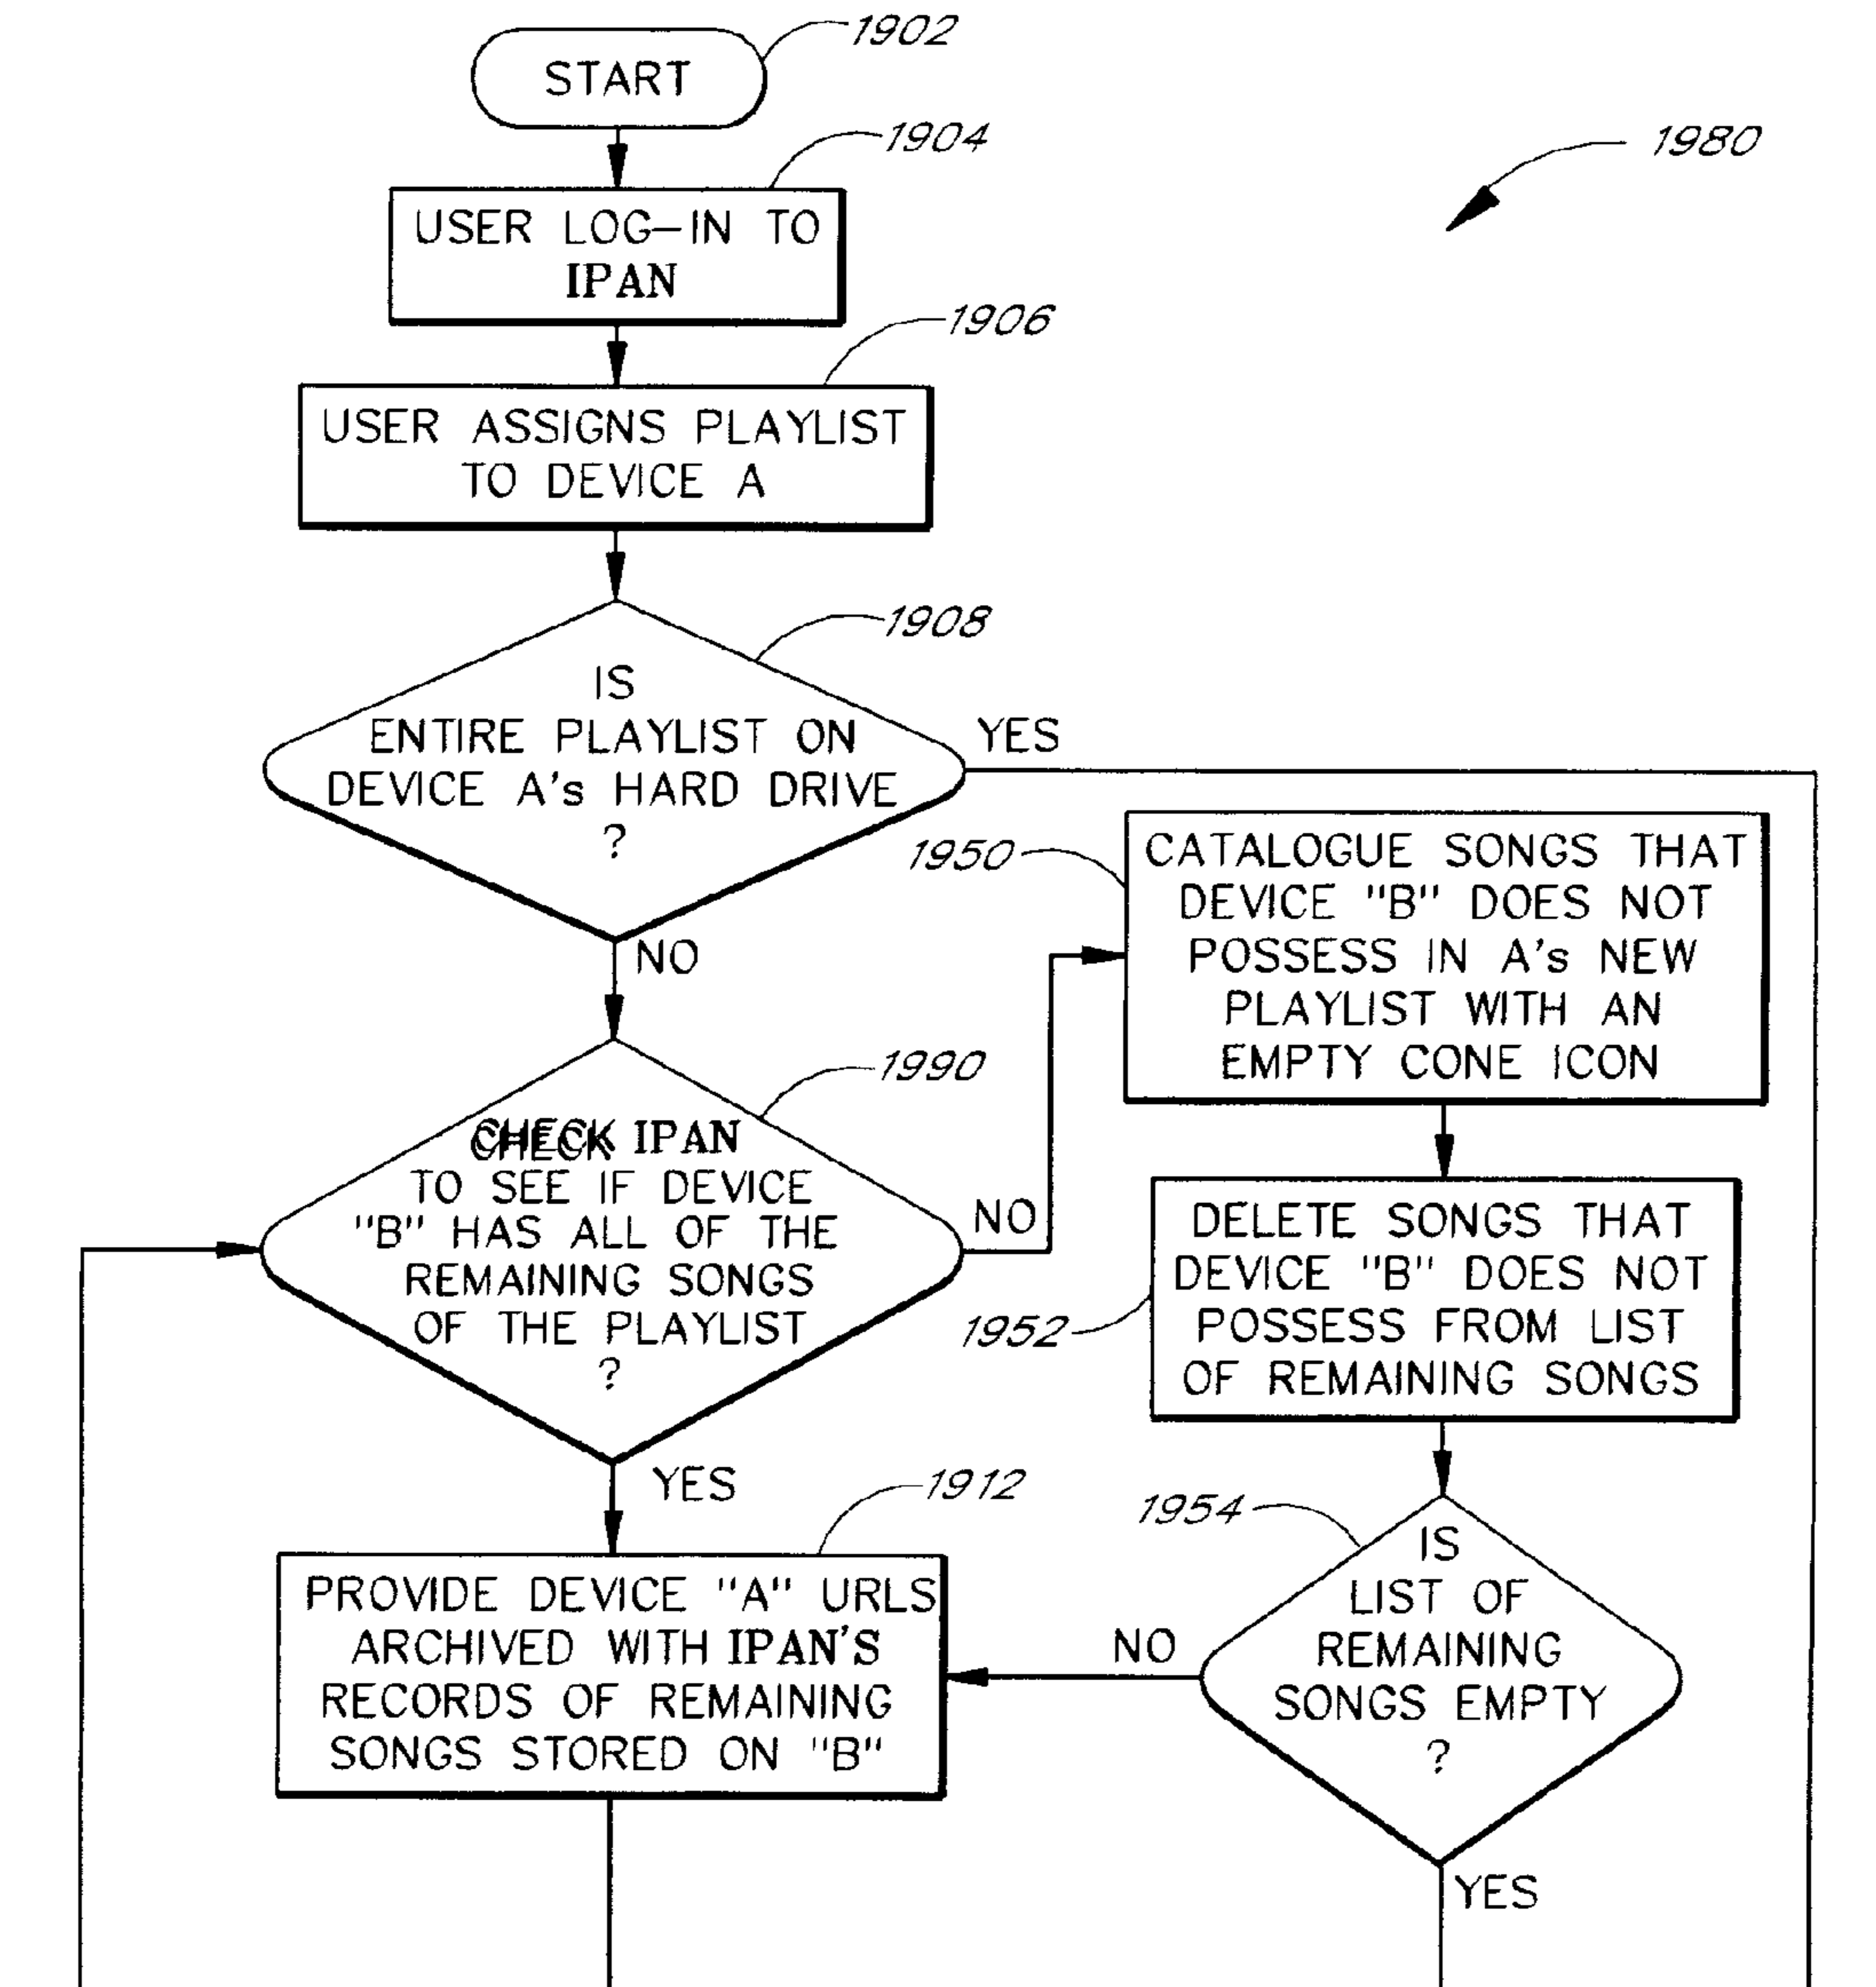 1902
START
1904
1980
USER LOG-IN TO
IPAN
1906
USER ASSIGNS PLAYLIST
TO DEVICE A
1908
IS
ENTIRE PLAYLIST ON
DEVICE A's HARD DRIVE
?
YES
NO
1950
CATALOGUE SONGS THAT
DEVICE "B" DOES NOT
POSSESS IN A's NEW
PLAYLIST WITH AN
EMPTY CONE ICON
1990
CHECK IPAN
TO SEE IF DEVICE
"B" HAS ALL OF THE
REMAINING SONGS
OF THE PLAYLIST
?
NO
YES
1952
DELETE SONGS THAT
DEVICE "B" DOES NOT
POSSESS FROM LIST
OF REMAINING SONGS
1912
PROVIDE DEVICE "A" URLS
ARCHIVED WITH IPAN'S
RECORDS OF REMAINING
SONGS STORED ON "B"
1954
IS
LIST OF
REMAINING
SONGS EMPTY
?
NO
YES